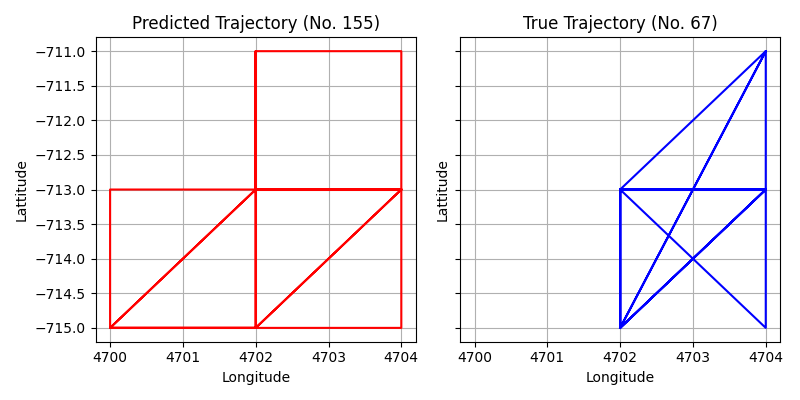 Predicted Trajectory (No. 155)
True Trajectory (No. 67)
−711.0
−711.5
−712.0
−712.5
−713.0
−713.5
−714.0
−714.5
−715.0
Lattitude
Lattitude
4700 4701 4702 4703 4704
4700 4701 4702 4703 4704
Longitude
Longitude